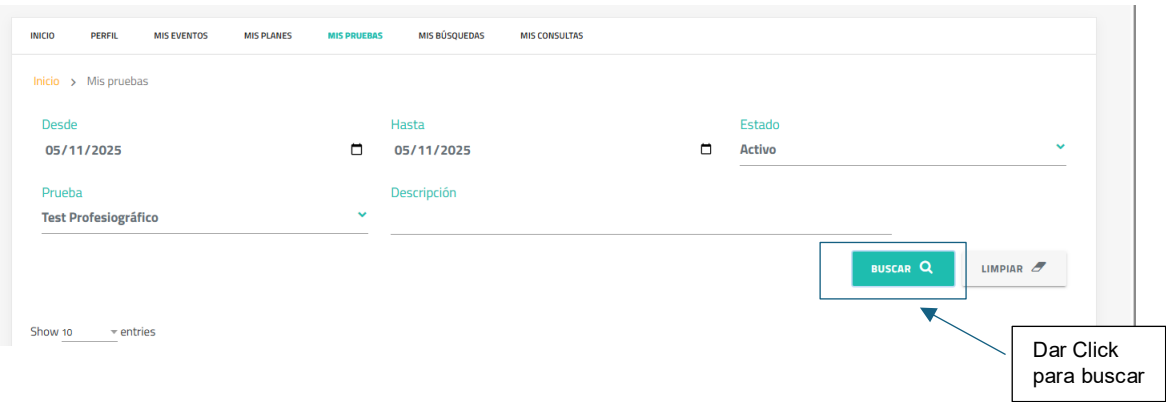 INICIO PERFIL MIS EVENTOS MIS PLANES MIS PRUEBAS MIS BÚSQUEDAS MIS CONSULTAS
Inicio > Mis pruebas
Desde Hasta Estado
05/11/2025 05/11/2025 Activo
Prueba Descripción
Test Profesiográfico
BUSCAR LIMPIAR
Show 10 entries
Dar Click
para buscar